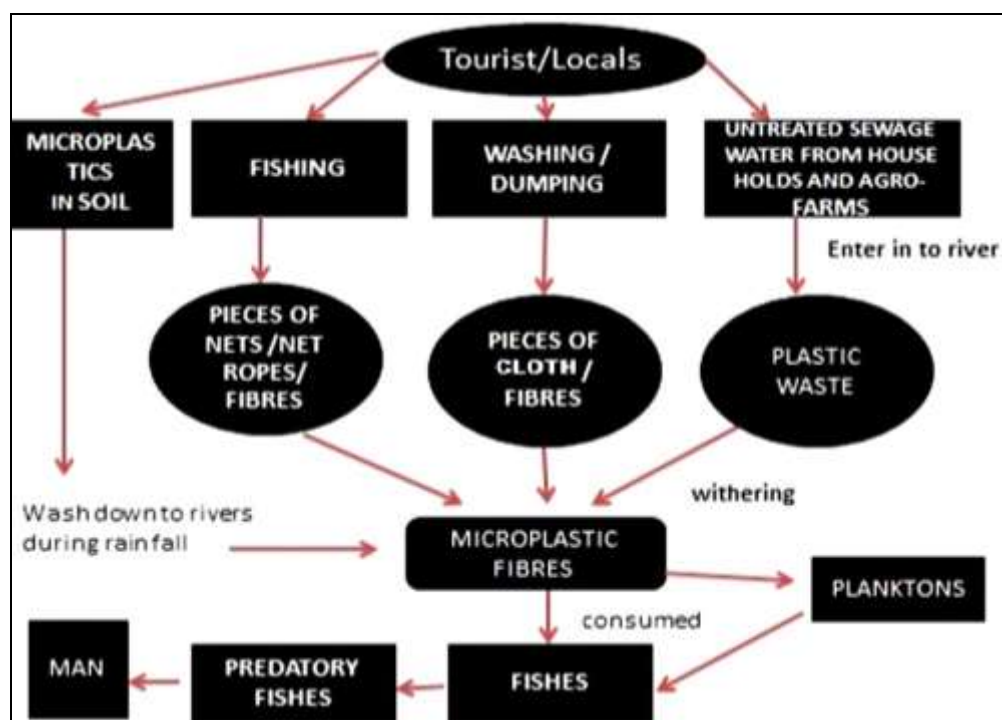 Tourist/Locals
MICROPLAS
TICS
IN SOIL
FISHING
WASHING /
DUMPING
UNTREATED SEWAGE
WATER FROM HOUSE
HOLDS AND AGRO-
FARMS
Enter in to river
PIECES OF
NETS /NET
ROPES/
FIBRES
PIECES OF
CLOTH /
FIBRES
PLASTIC
WASTE
withering
Wash down to rivers
during rainfall
MICROPLASTIC
FIBRES
PLANKTONS
consumed
MAN
PREDATORY
FISHES
FISHES